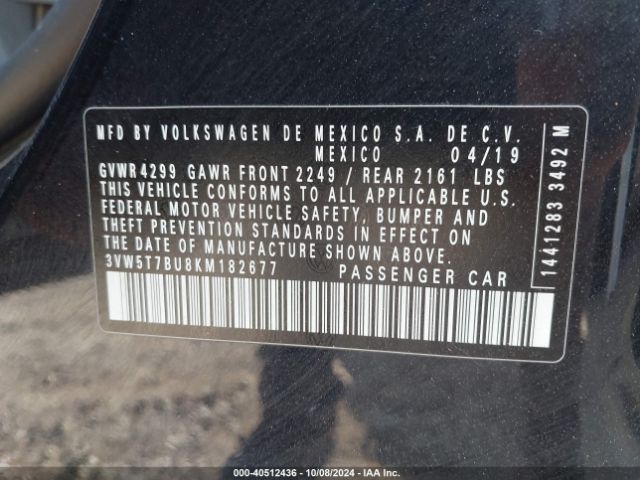 MFD BY VOLKSWAGEN DE MEXICO S.A. DE C.V.
MEXICO 04/19
GVWR 4299 GAWR FRONT 2249 / REAR 2161 LBS
THIS VEHICLE CONFORMS TO ALL APPLICABLE U.S.
FEDERAL MOTOR VEHICLE SAFETY, BUMPER AND
THEFT PREVENTION STANDARDS IN EFFECT ON
THE DATE OF MANUFACTURE SHOWN ABOVE.
3VW5T7BU8KM182677 PASSENGER CAR
1441283 3492 M
000-40512436 - 10/08/2024 - IAA Inc.